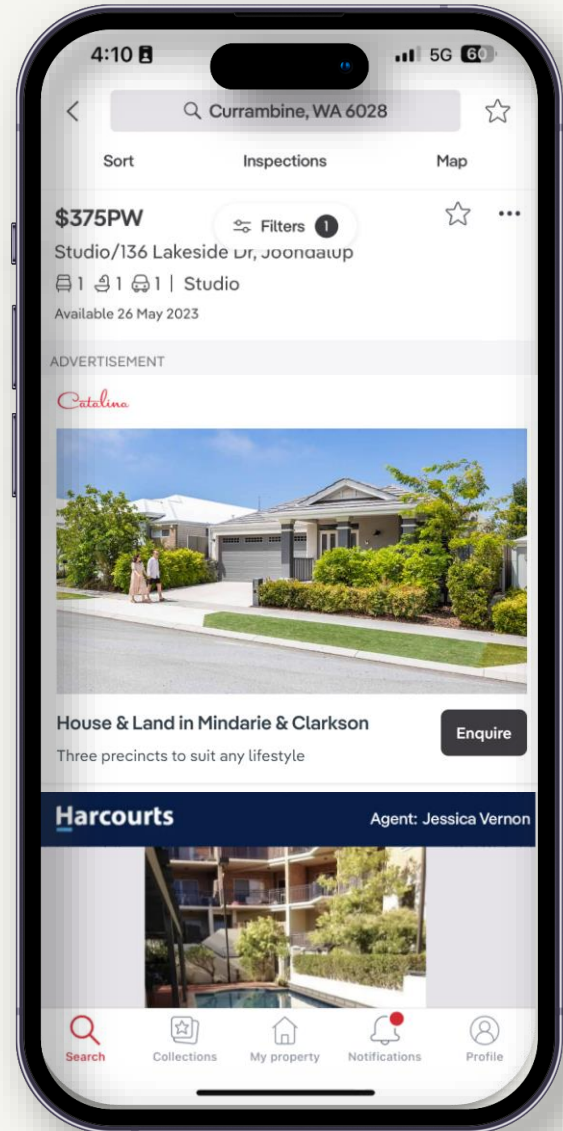 4:10
5G 60
Currambine, WA 6028
Sort Inspections Map
$375PW
Filters 1
Studio/136 Lakeside Dr, Joondalup
1 1 1 | Studio
Available 26 May 2023
ADVERTISEMENT
Catalina
House & Land in Mindarie & Clarkson
Enquire
Three precincts to suit any lifestyle
Harcourts
Agent: Jessica Vernon
Search Collections My property Notifications Profile